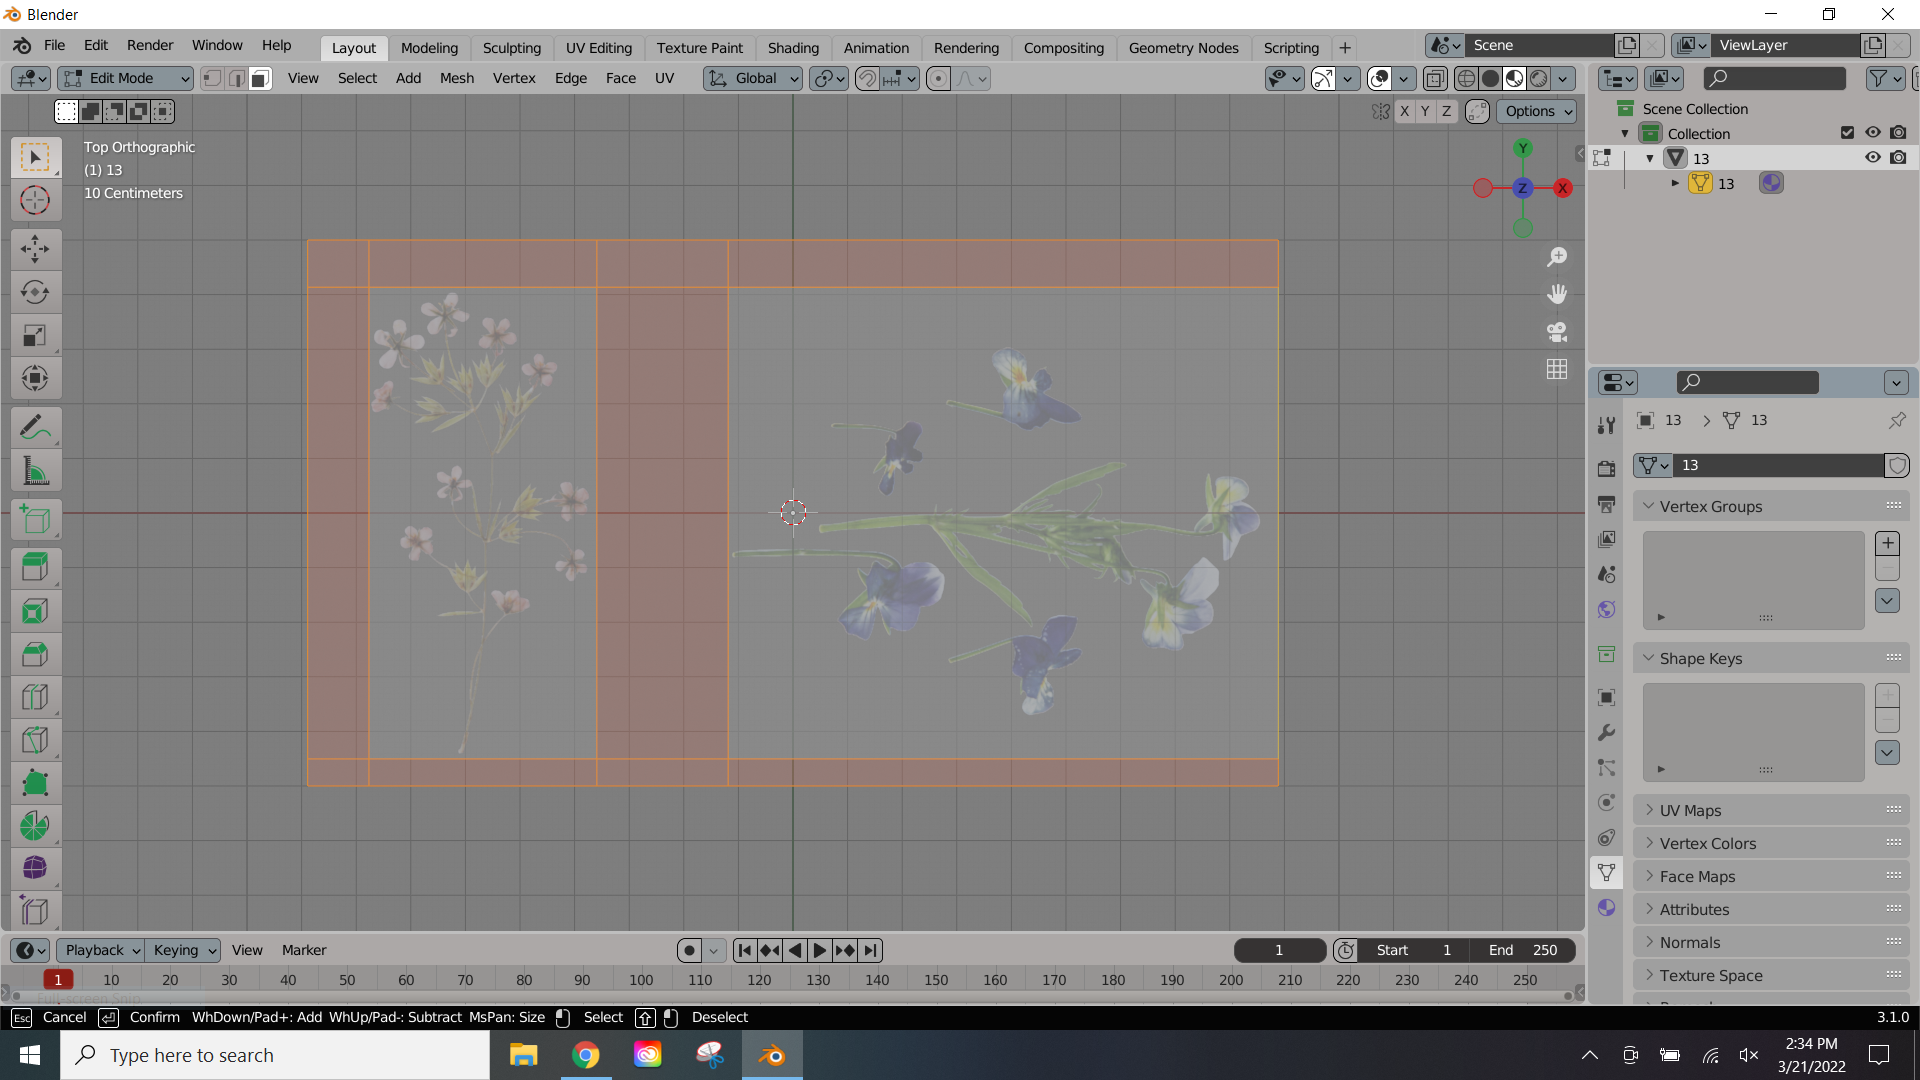 Blender
File Edit Render Window Help Layout Modeling Sculpting UV Editing Texture Paint Shading Animation Rendering Compositing Geometry Nodes Scripting + Scene ViewLayer
Edit Mode View Select Add Mesh Vertex Edge Face UV Global
X Y Z Options
Top Orthographic
(1) 13
10 Centimeters
Y
Z X
Scene Collection
Collection
13
13
13 > 13
13
Vertex Groups
Shape Keys
UV Maps
Vertex Colors
Face Maps
Attributes
Normals
Texture Space
Playback Keying View Marker 1 Start 1 End 250
1 10 20 30 40 50 60 70 80 90 100 110 120 130 140 150 160 170 180 190 200 210 220 230 240 250
Full-screen Snip
Esc Cancel Confirm WhDown/Pad+: Add WhUp/Pad-: Subtract MsPan: Size Select Deselect 3.1.0
Type here to search
2:34 PM
3/21/2022